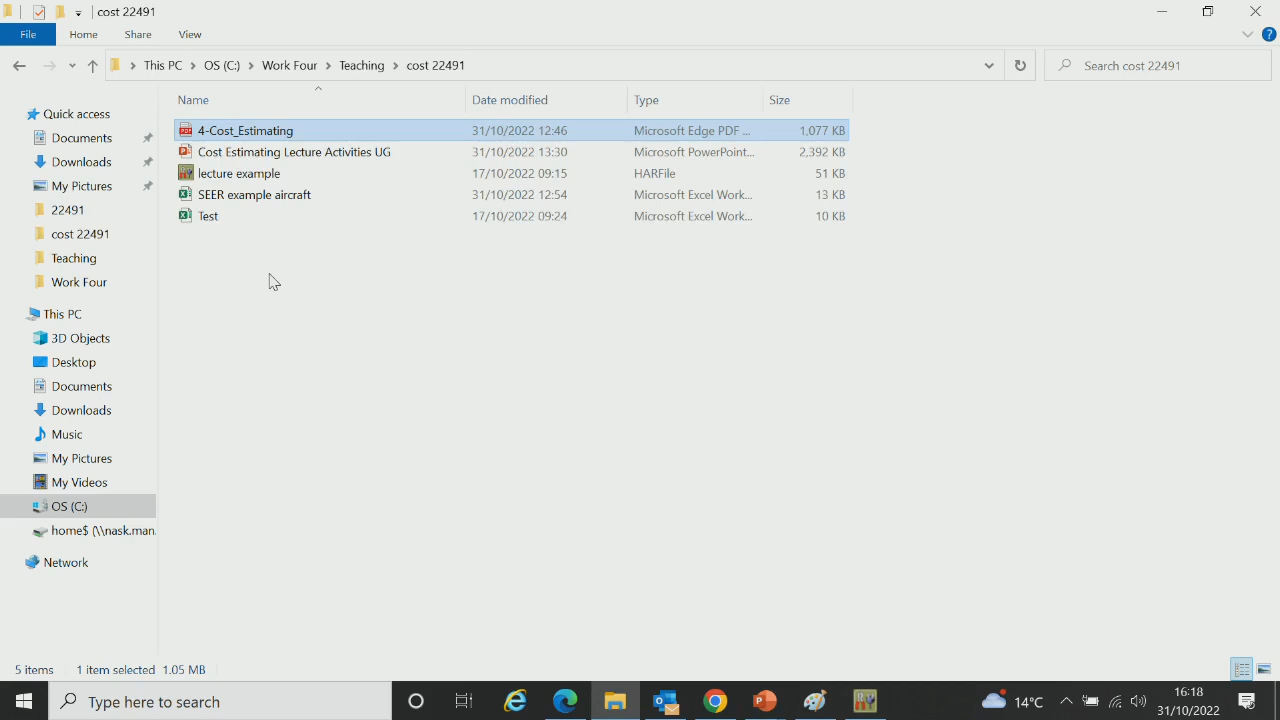 cost 22491
File Home Share View
This PC OS (C:) Work Four Teaching cost 22491 Search cost 22491
Name Date modified Type Size
Quick access
Documents
Downloads
My Pictures
22491
cost 22491
Teaching
Work Four
This PC
3D Objects
Desktop
Documents
Downloads
Music
My Pictures
My Videos
OS (C:)
home$ (\\nask.man.
Network
4-Cost_Estimating 31/10/2022 12:46 Microsoft Edge PDF ... 1,077 KB
Cost Estimating Lecture Activities UG 31/10/2022 13:30 Microsoft PowerPoint... 2,392 KB
lecture example 17/10/2022 09:15 HARFile 51 KB
SEER example aircraft 31/10/2022 12:54 Microsoft Excel Work... 13 KB
Test 17/10/2022 09:24 Microsoft Excel Work... 10 KB
5 items 1 item selected 1.05 MB
Type here to search
14°C
16:18
31/10/2022